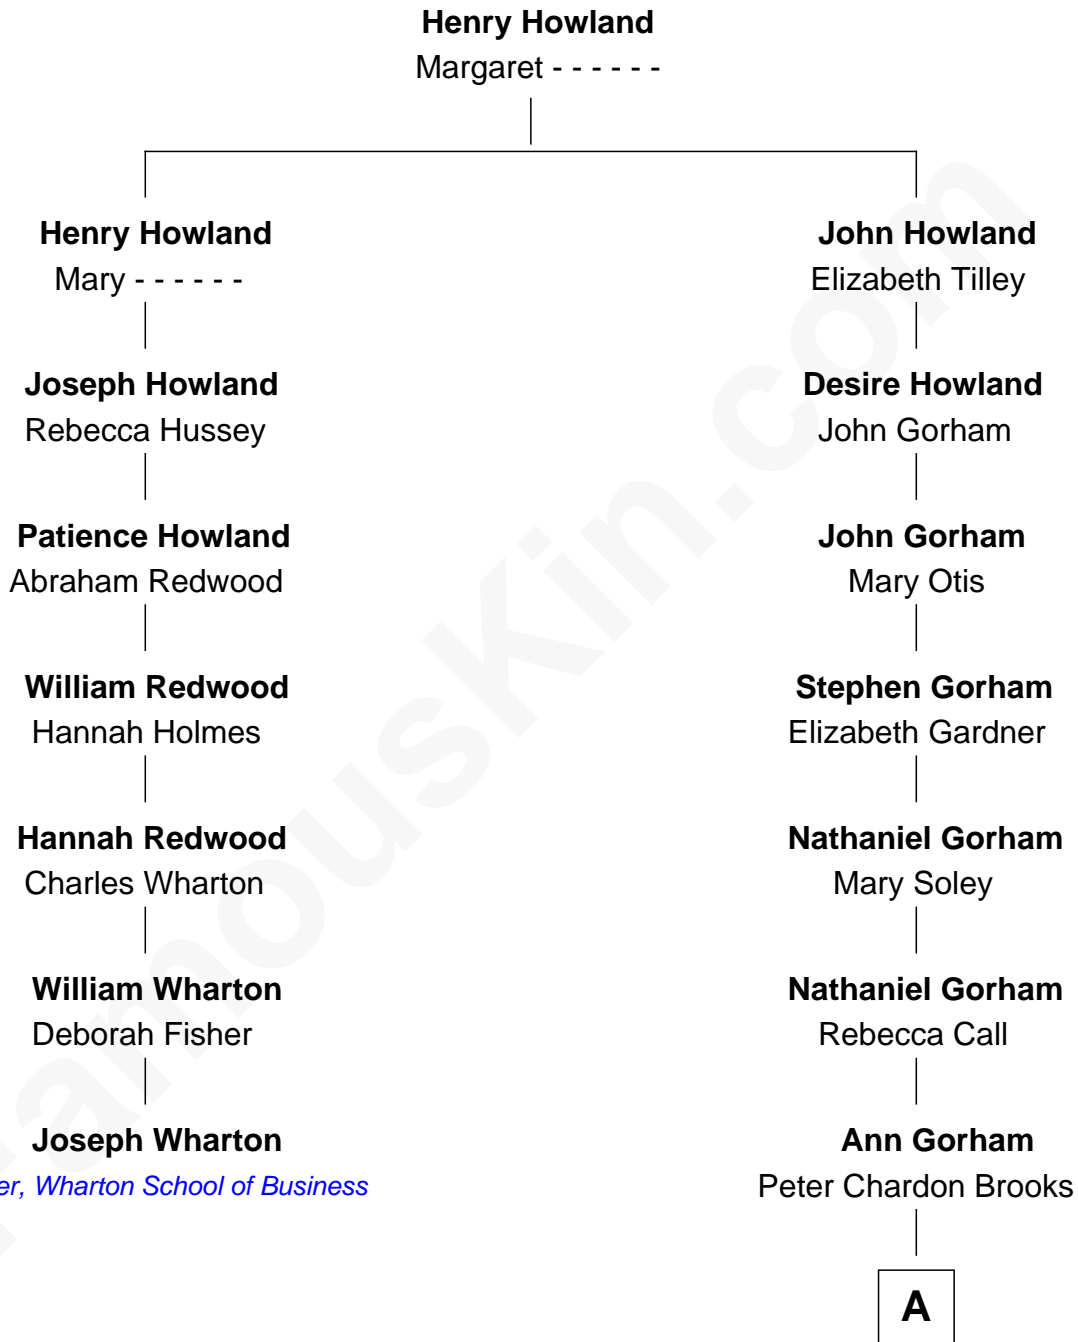 Henry Howland
Margaret - - - - - -
Henry Howland
Mary - - - - - -
John Howland
Elizabeth Tilley
Joseph Howland
Rebecca Hussey
Desire Howland
John Gorham
Patience Howland
Abraham Redwood
John Gorham
Mary Otis
William Redwood
Hannah Holmes
Stephen Gorham
Elizabeth Gardner
Hannah Redwood
Charles Wharton
Nathaniel Gorham
Mary Soley
William Wharton
Deborah Fisher
Nathaniel Gorham
Rebecca Call
Joseph Wharton
er, Wharton School of Business
Ann Gorham
Peter Chardon Brooks
A
FamousKin.com